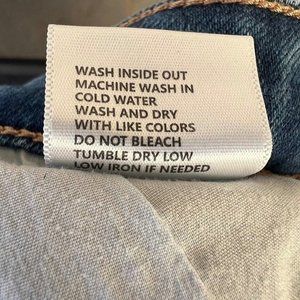 WASH INSIDE OUT
MACHINE WASH IN
COLD WATER
WASH AND DRY
WITH LIKE COLORS
DO NOT BLEACH
TUMBLE DRY LOW
LOW IRON IF NEEDED